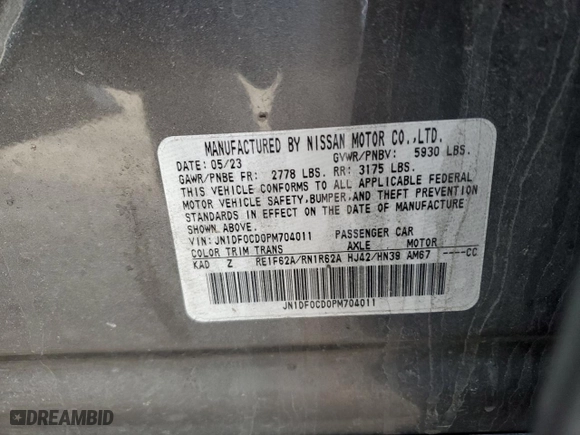 MANUFACTURED BY NISSAN MOTOR CO.,LTD.
DATE: 05/23 GVWR/PNBV: 5930 LBS.
GAWR/PNBE FR: 2778 LBS. RR: 3175 LBS.
THIS VEHICLE CONFORMS TO ALL APPLICABLE FEDERAL
MOTOR VEHICLE SAFETY,BUMPER,AND THEFT PREVENTION
STANDARDS IN EFFECT ON THE DATE OF MANUFACTURE
SHOWN ABOVE.
VIN: JN1DF0CD0PM704011 PASSENGER CAR
COLOR TRIM TRANS AXLE MOTOR
KAD Z RE1F62A/RN1R62A HJ42/HN39 AM67 ----CC
JN1DF0CD0PM704011
DREAMBID